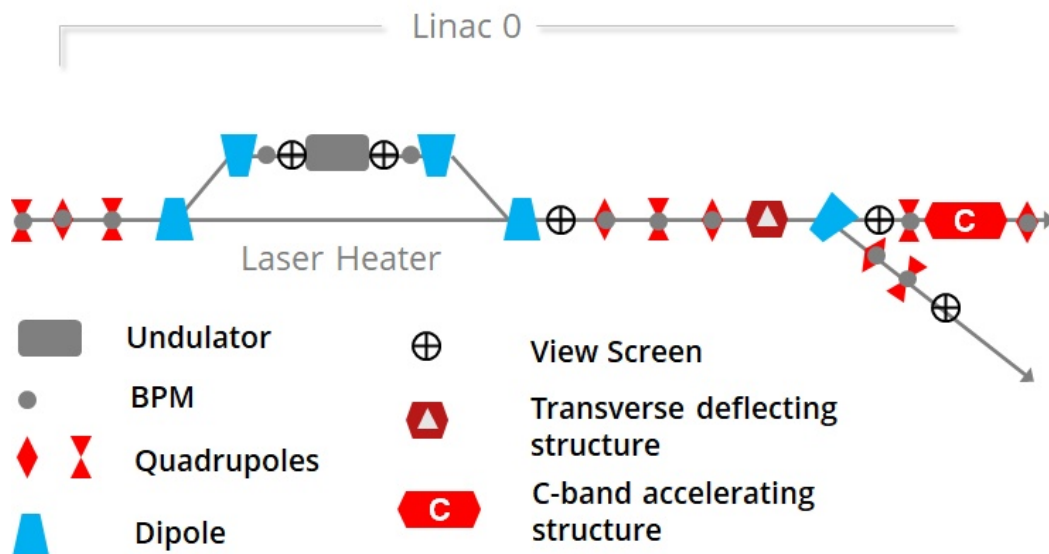 Linac 0
C
Laser Heater
Undulator
View Screen
BPM
Transverse deflecting
structure
Quadrupoles
C-band accelerating
structure
C
Dipole